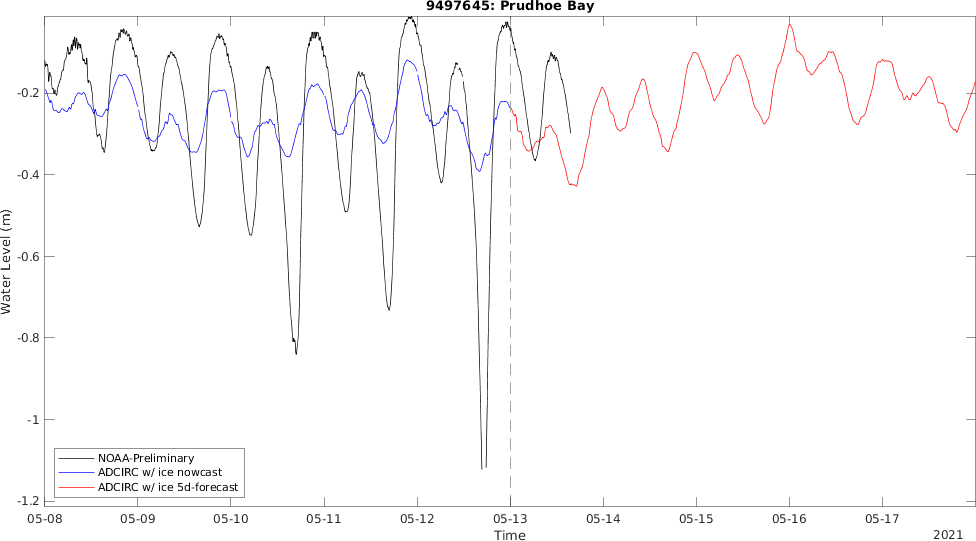 9497645: Prudhoe Bay
Water Level (m)
-0.2
-0.4
-0.6
-0.8
-1
-1.2
NOAA-Preliminary
ADCIRC w/ ice nowcast
ADCIRC w/ ice 5d-forecast
05-08 05-09 05-10 05-11 05-12 05-13 05-14 05-15 05-16 05-17
Time
2021